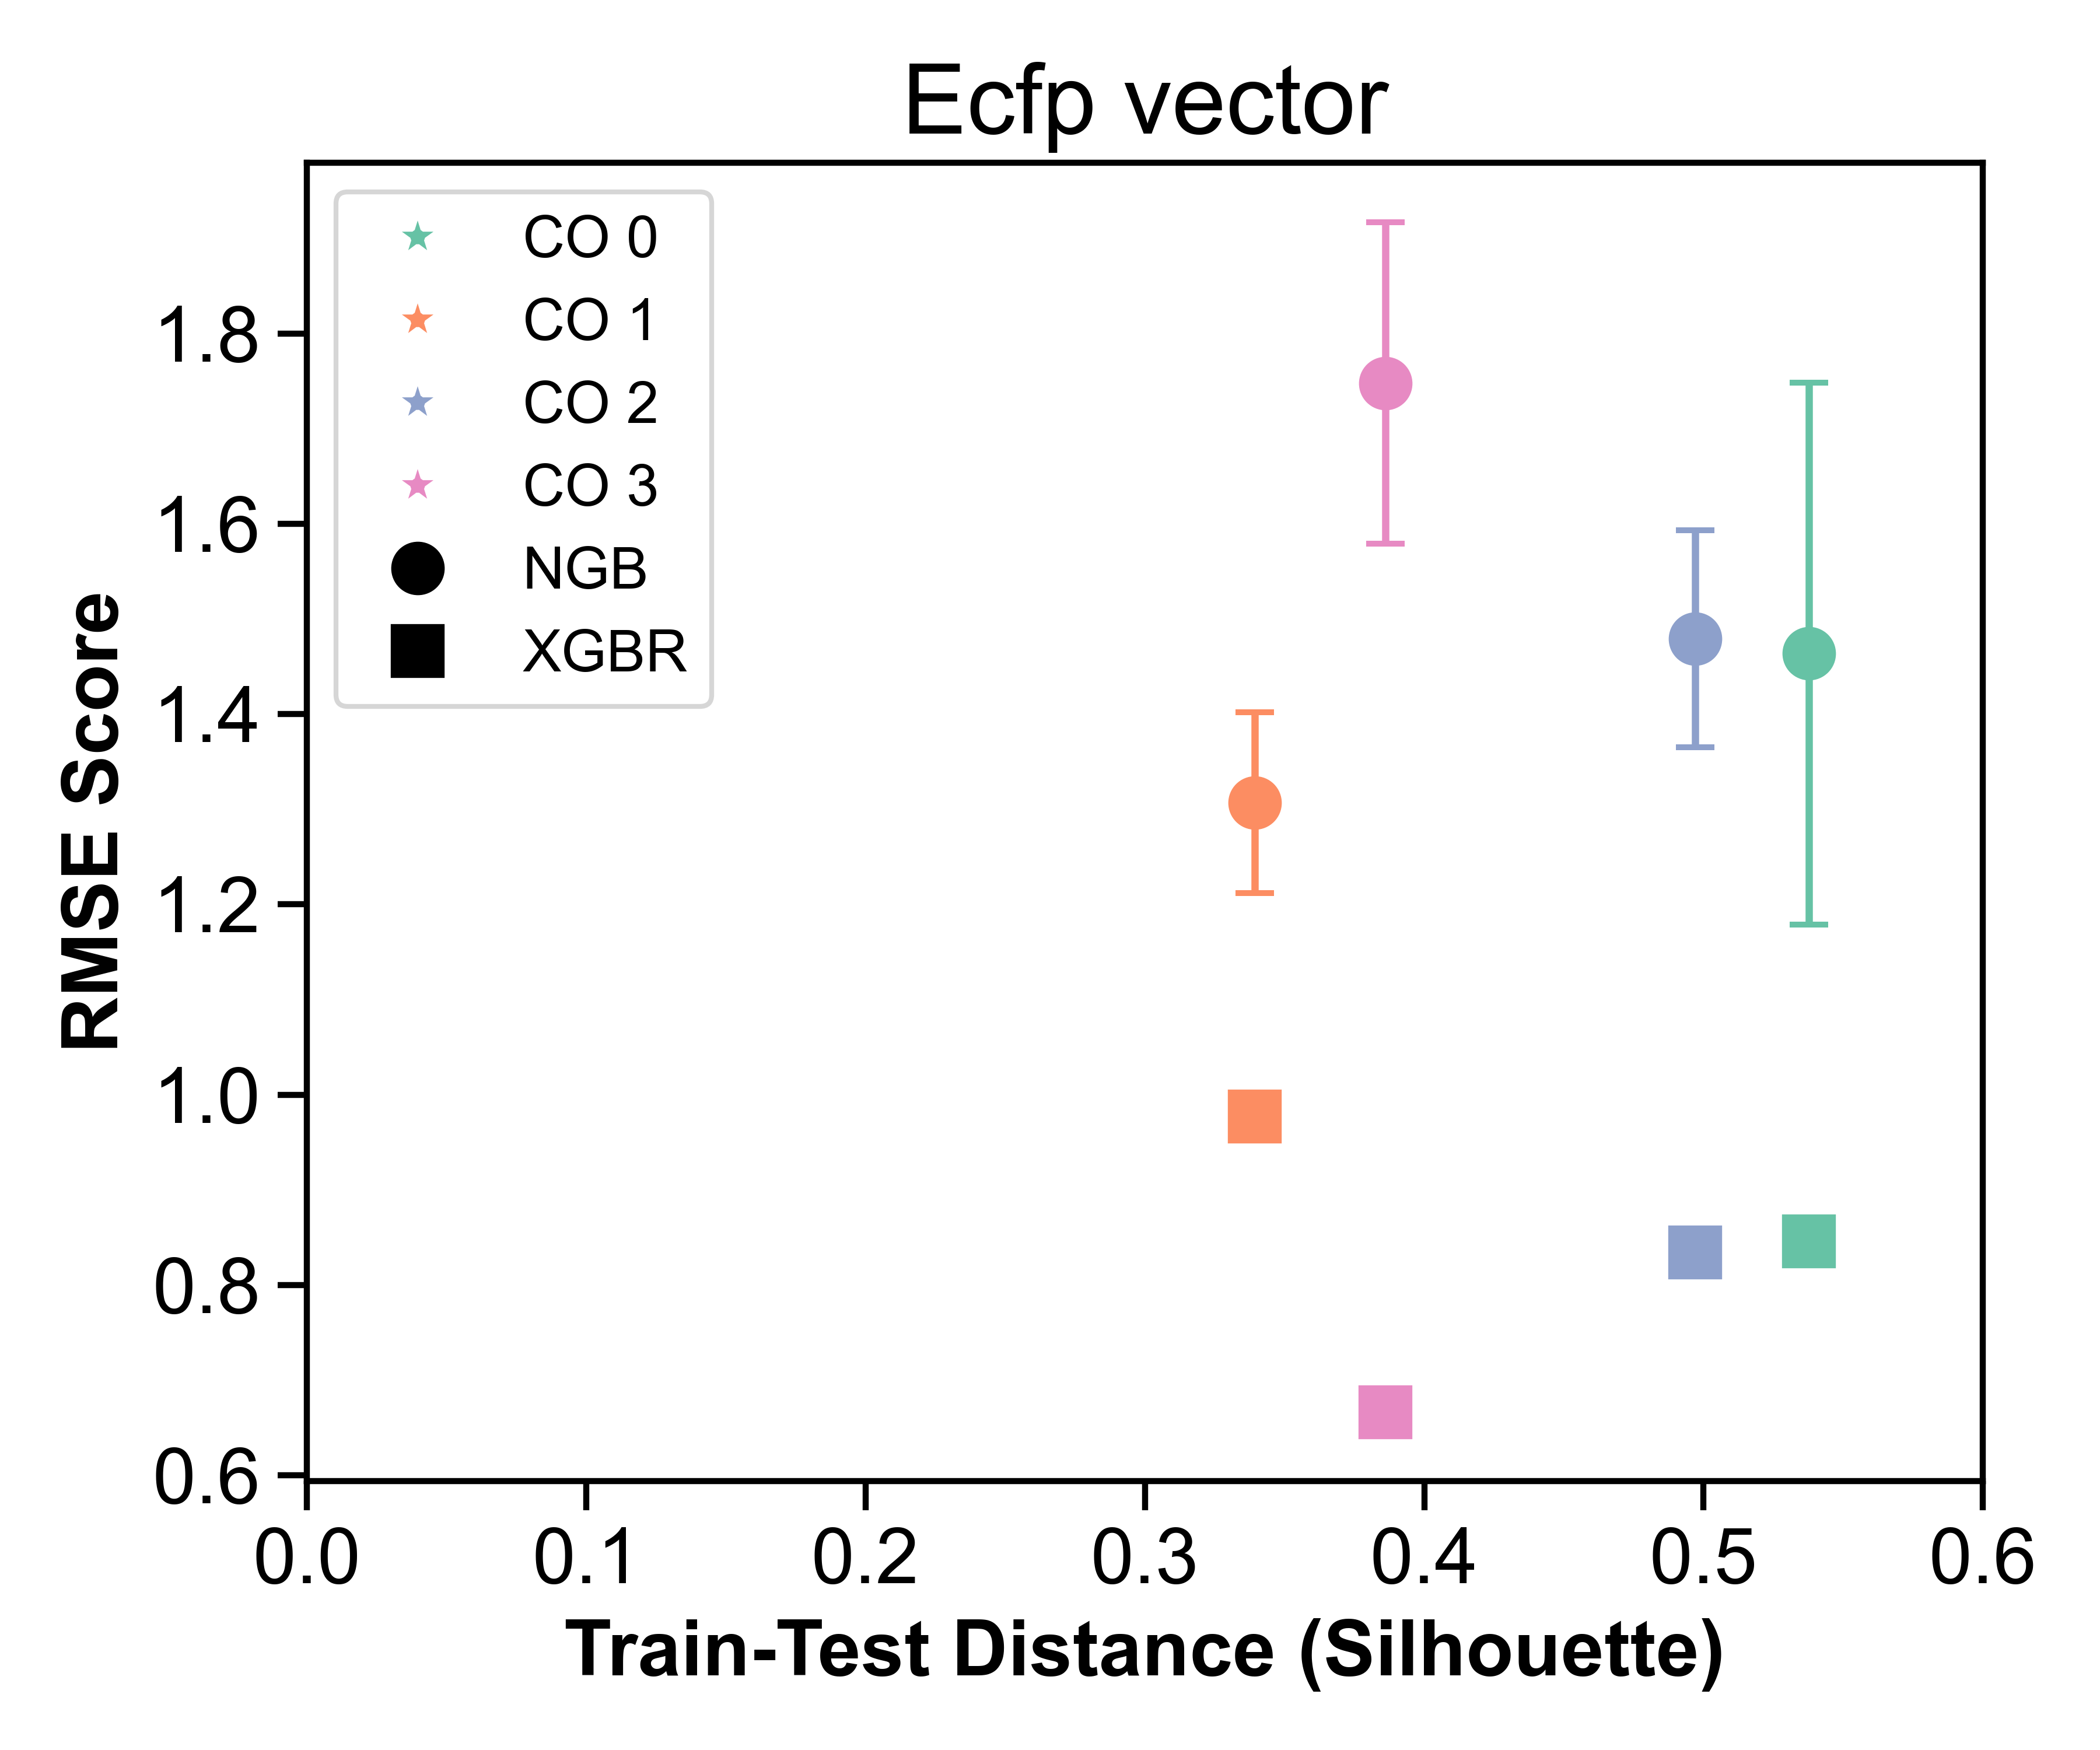 Ecfp vector
CO 0
CO 1
CO 2
CO 3
NGB
XGBR
RMSE Score
1.8
1.6
1.4
1.2
1.0
0.8
0.6
0.0 0.1 0.2 0.3 0.4 0.5 0.6
Train-Test Distance (Silhouette)